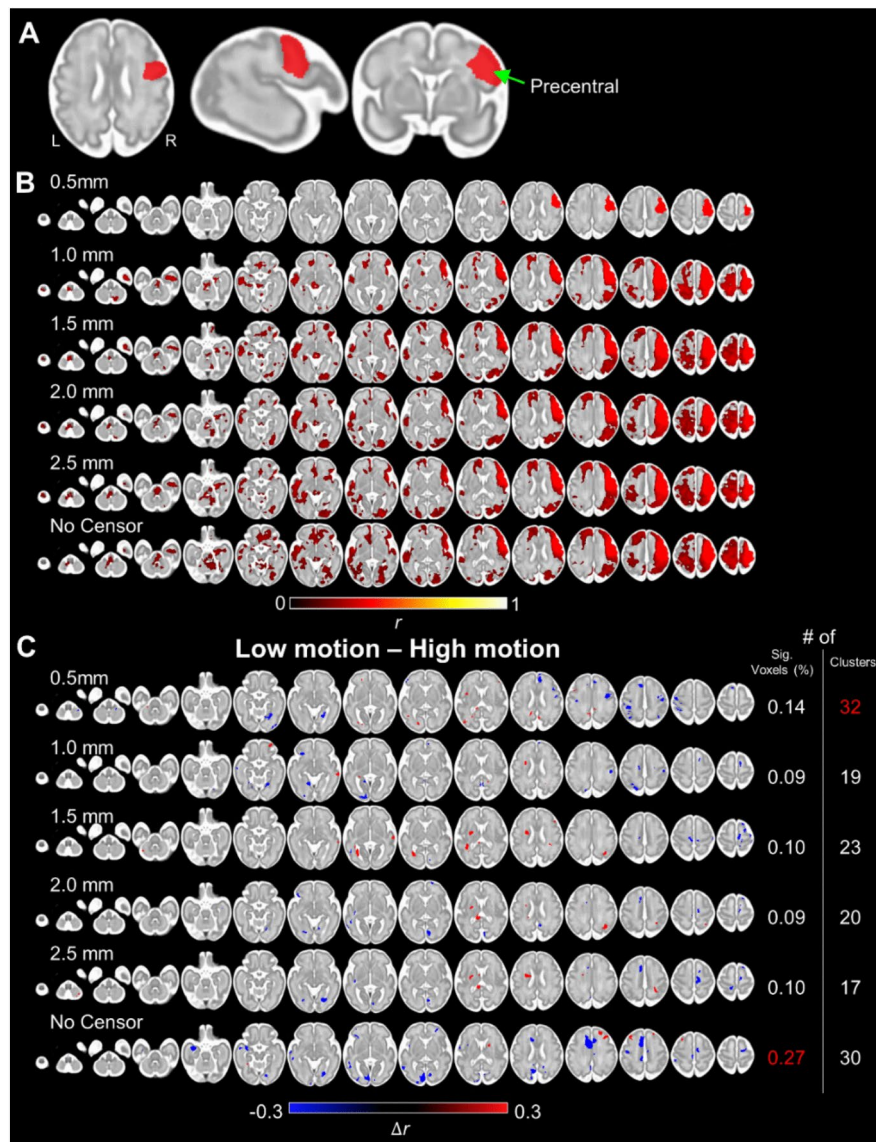 A
Precentral
L R
B
0.5mm
1.0 mm
1.5 mm
2.0 mm
2.5 mm
No Censor
0 1
r
C Low motion – High motion # of
Sig. Voxels (%) Clusters
0.5mm 0.14 32
1.0 mm 0.09 19
1.5 mm 0.10 23
2.0 mm 0.09 20
2.5 mm 0.10 17
No Censor 0.27 30
-0.3 0.3
Δr